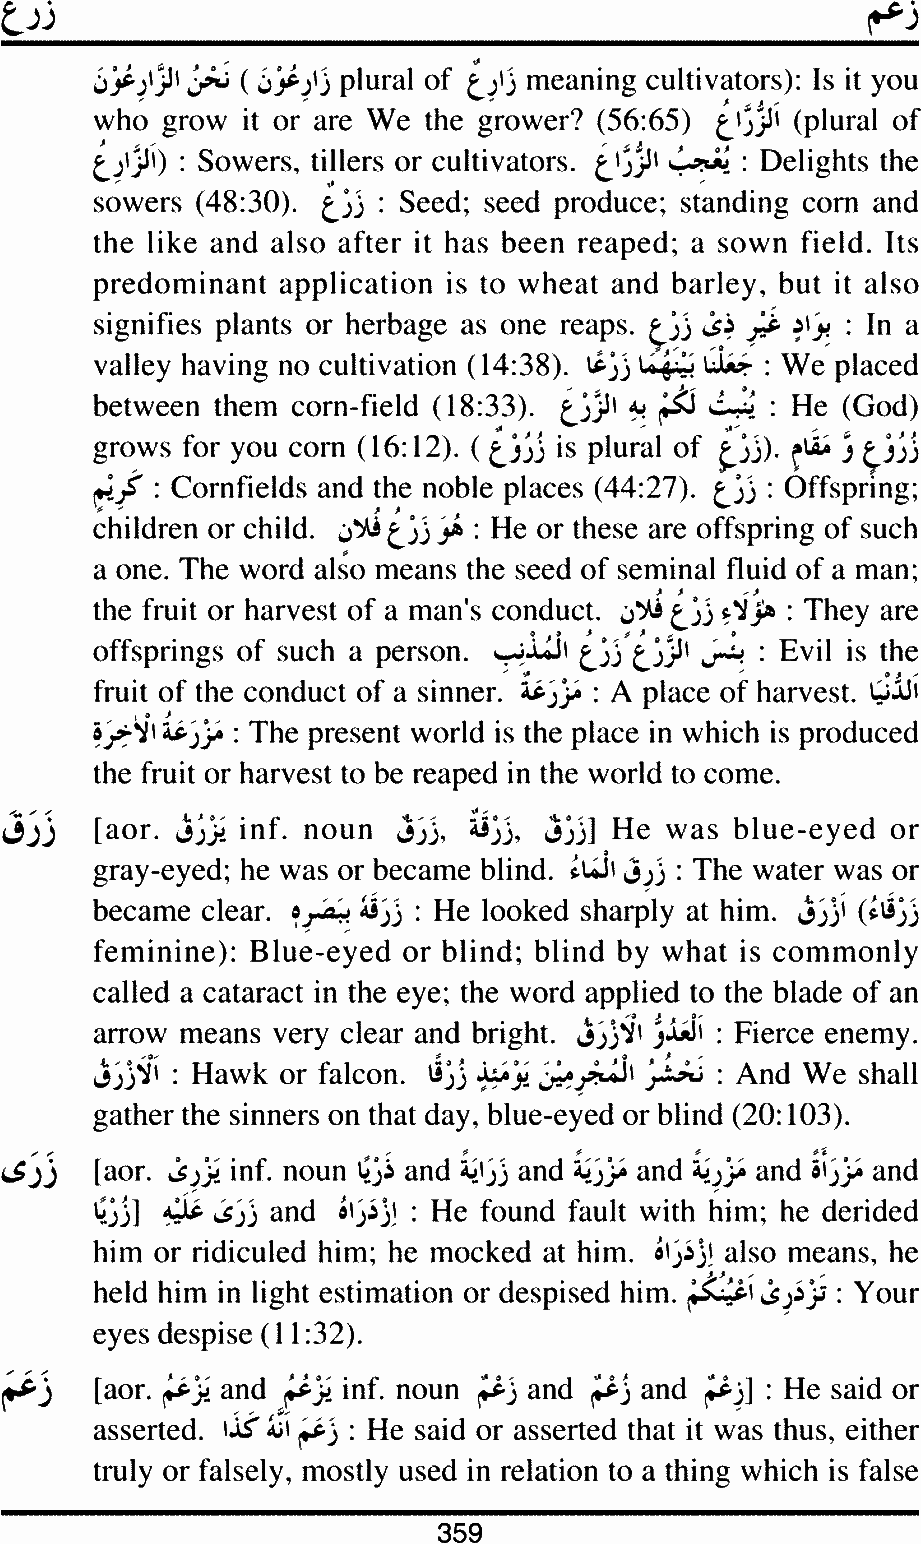 زرع زعم
نَحْنُ الزَّارِعُوْنَ ( زَارِعُوْنَ plural of زَارِعٌ meaning cultivators): Is it you
who grow it or are We the grower? (56:65) اَلزُّرَّاعُ (plural of
اَلزَّارِعُ) : Sowers, tillers or cultivators. يُعْجِبُ الزُّرَّاعَ : Delights the
sowers (48:30). زَرْعٌ : Seed; seed produce; standing corn and
the like and also after it has been reaped; a sown field. Its
predominant application is to wheat and barley, but it also
signifies plants or herbage as one reaps. بِوَادٍ غَيْرِ ذِىْ زَرْعٍ : In a
valley having no cultivation (14:38). جَعَلْنَا بَيْنَهُمَا زَرْعًا : We placed
between them corn-field (18:33). يُنْبِتُ لَكُمْ بِهِ الزَّرْعَ : He (God)
grows for you corn (16:12). ( زُرُوْعٌ is plural of زَرْعٌ). زُرُوْعٍ وَّ مَقَامٍ
كَرِيْمٍ : Cornfields and the noble places (44:27). زَرْعٌ : Offspring;
children or child. هُوَ زَرْعُ فُلَانٍ : He or these are offspring of such
a one. The word also means the seed of seminal fluid of a man;
the fruit or harvest of a man's conduct. هٰؤُلَاءِ زَرْعُ فُلَانٍ : They are
offsprings of such a person. بِئْسَ الزَّرْعُ زَرْعُ الْمُذْنِبِ : Evil is the
fruit of the conduct of a sinner. مَزْرَعَةٌ : A place of harvest. اَلدُّنْيَا
مَزْرَعَةُ الْاٰخِرَةِ : The present world is the place in which is produced
the fruit or harvest to be reaped in the world to come.
زَرَقَ [aor. يَزْرُقُ inf. noun زَرَقٌ, زُرْقَةٌ, زَرْقٌ] He was blue-eyed or
gray-eyed; he was or became blind. زَرِقَ الْمَاءُ : The water was or
became clear. زَرَقَهٗ بِبَصَرِهٖ : He looked sharply at him. اَزْرَقُ (زَرْقَاءُ
feminine): Blue-eyed or blind; blind by what is commonly
called a cataract in the eye; the word applied to the blade of an
arrow means very clear and bright. اَلْعَدُوُّ الْاَزْرَقُ : Fierce enemy.
اَلْاَزْرَقُ : Hawk or falcon. نَحْشُرُ الْمُجْرِمِيْنَ يَوْمَئِذٍ زُرْقًا : And We shall
gather the sinners on that day, blue-eyed or blind (20:103).
زَرَى [aor. يَزْرِىْ inf. noun ذَرْيًا and زِرَايَةٌ and مَزْرَيَةٌ and مَزْرِيَةٌ and مَزْرَأَةٌ and
زَرْيًا] زَرَىَ عَلَيْهِ and اِزْدَرَاهُ : He found fault with him; he derided
him or ridiculed him; he mocked at him. اِزْدَرَاهُ also means, he
held him in light estimation or despised him. تَزْدَرِىْ اَعْيُنُكُمْ : Your
eyes despise (11:32).
زَعَمَ [aor. يَزْعَمُ and يَزْعُمُ inf. noun زَعْمٌ and زُعْمٌ and زِعْمٌ] : He said or
asserted. زَعَمَ اَنَّهٗ كَذَا : He said or asserted that it was thus, either
truly or falsely, mostly used in relation to a thing which is false
359